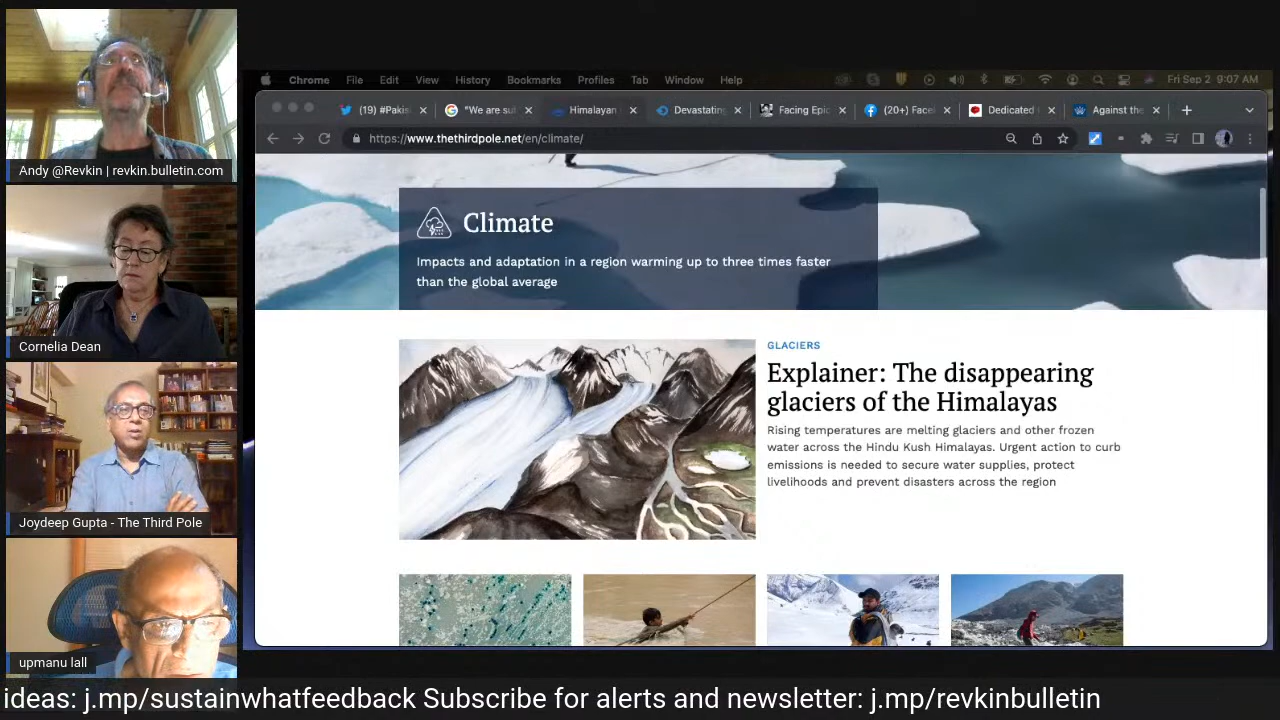 Andy @Revkin | revkin.bulletin.com
Cornelia Dean
Joydeep Gupta - The Third Pole
upmanu lall
Chrome File Edit View History Bookmarks Profiles Tab Window Help Fri Sep 2 9:07 AM
(19) #Pakis "We are su Himalayan Devastating Facing Epic (20+) Face Dedicated Against the
https://www.thethirdpole.net/en/climate/
Climate
Impacts and adaptation in a region warming up to three times faster
than the global average
GLACIERS
Explainer: The disappearing
glaciers of the Himalayas
Rising temperatures are melting glaciers and other frozen
water across the Hindu Kush Himalayas. Urgent action to curb
emissions is needed to secure water supplies, protect
livelihoods and prevent disasters across the region
ideas: j.mp/sustainwhatfeedback Subscribe for alerts and newsletter: j.mp/revkinbulletin